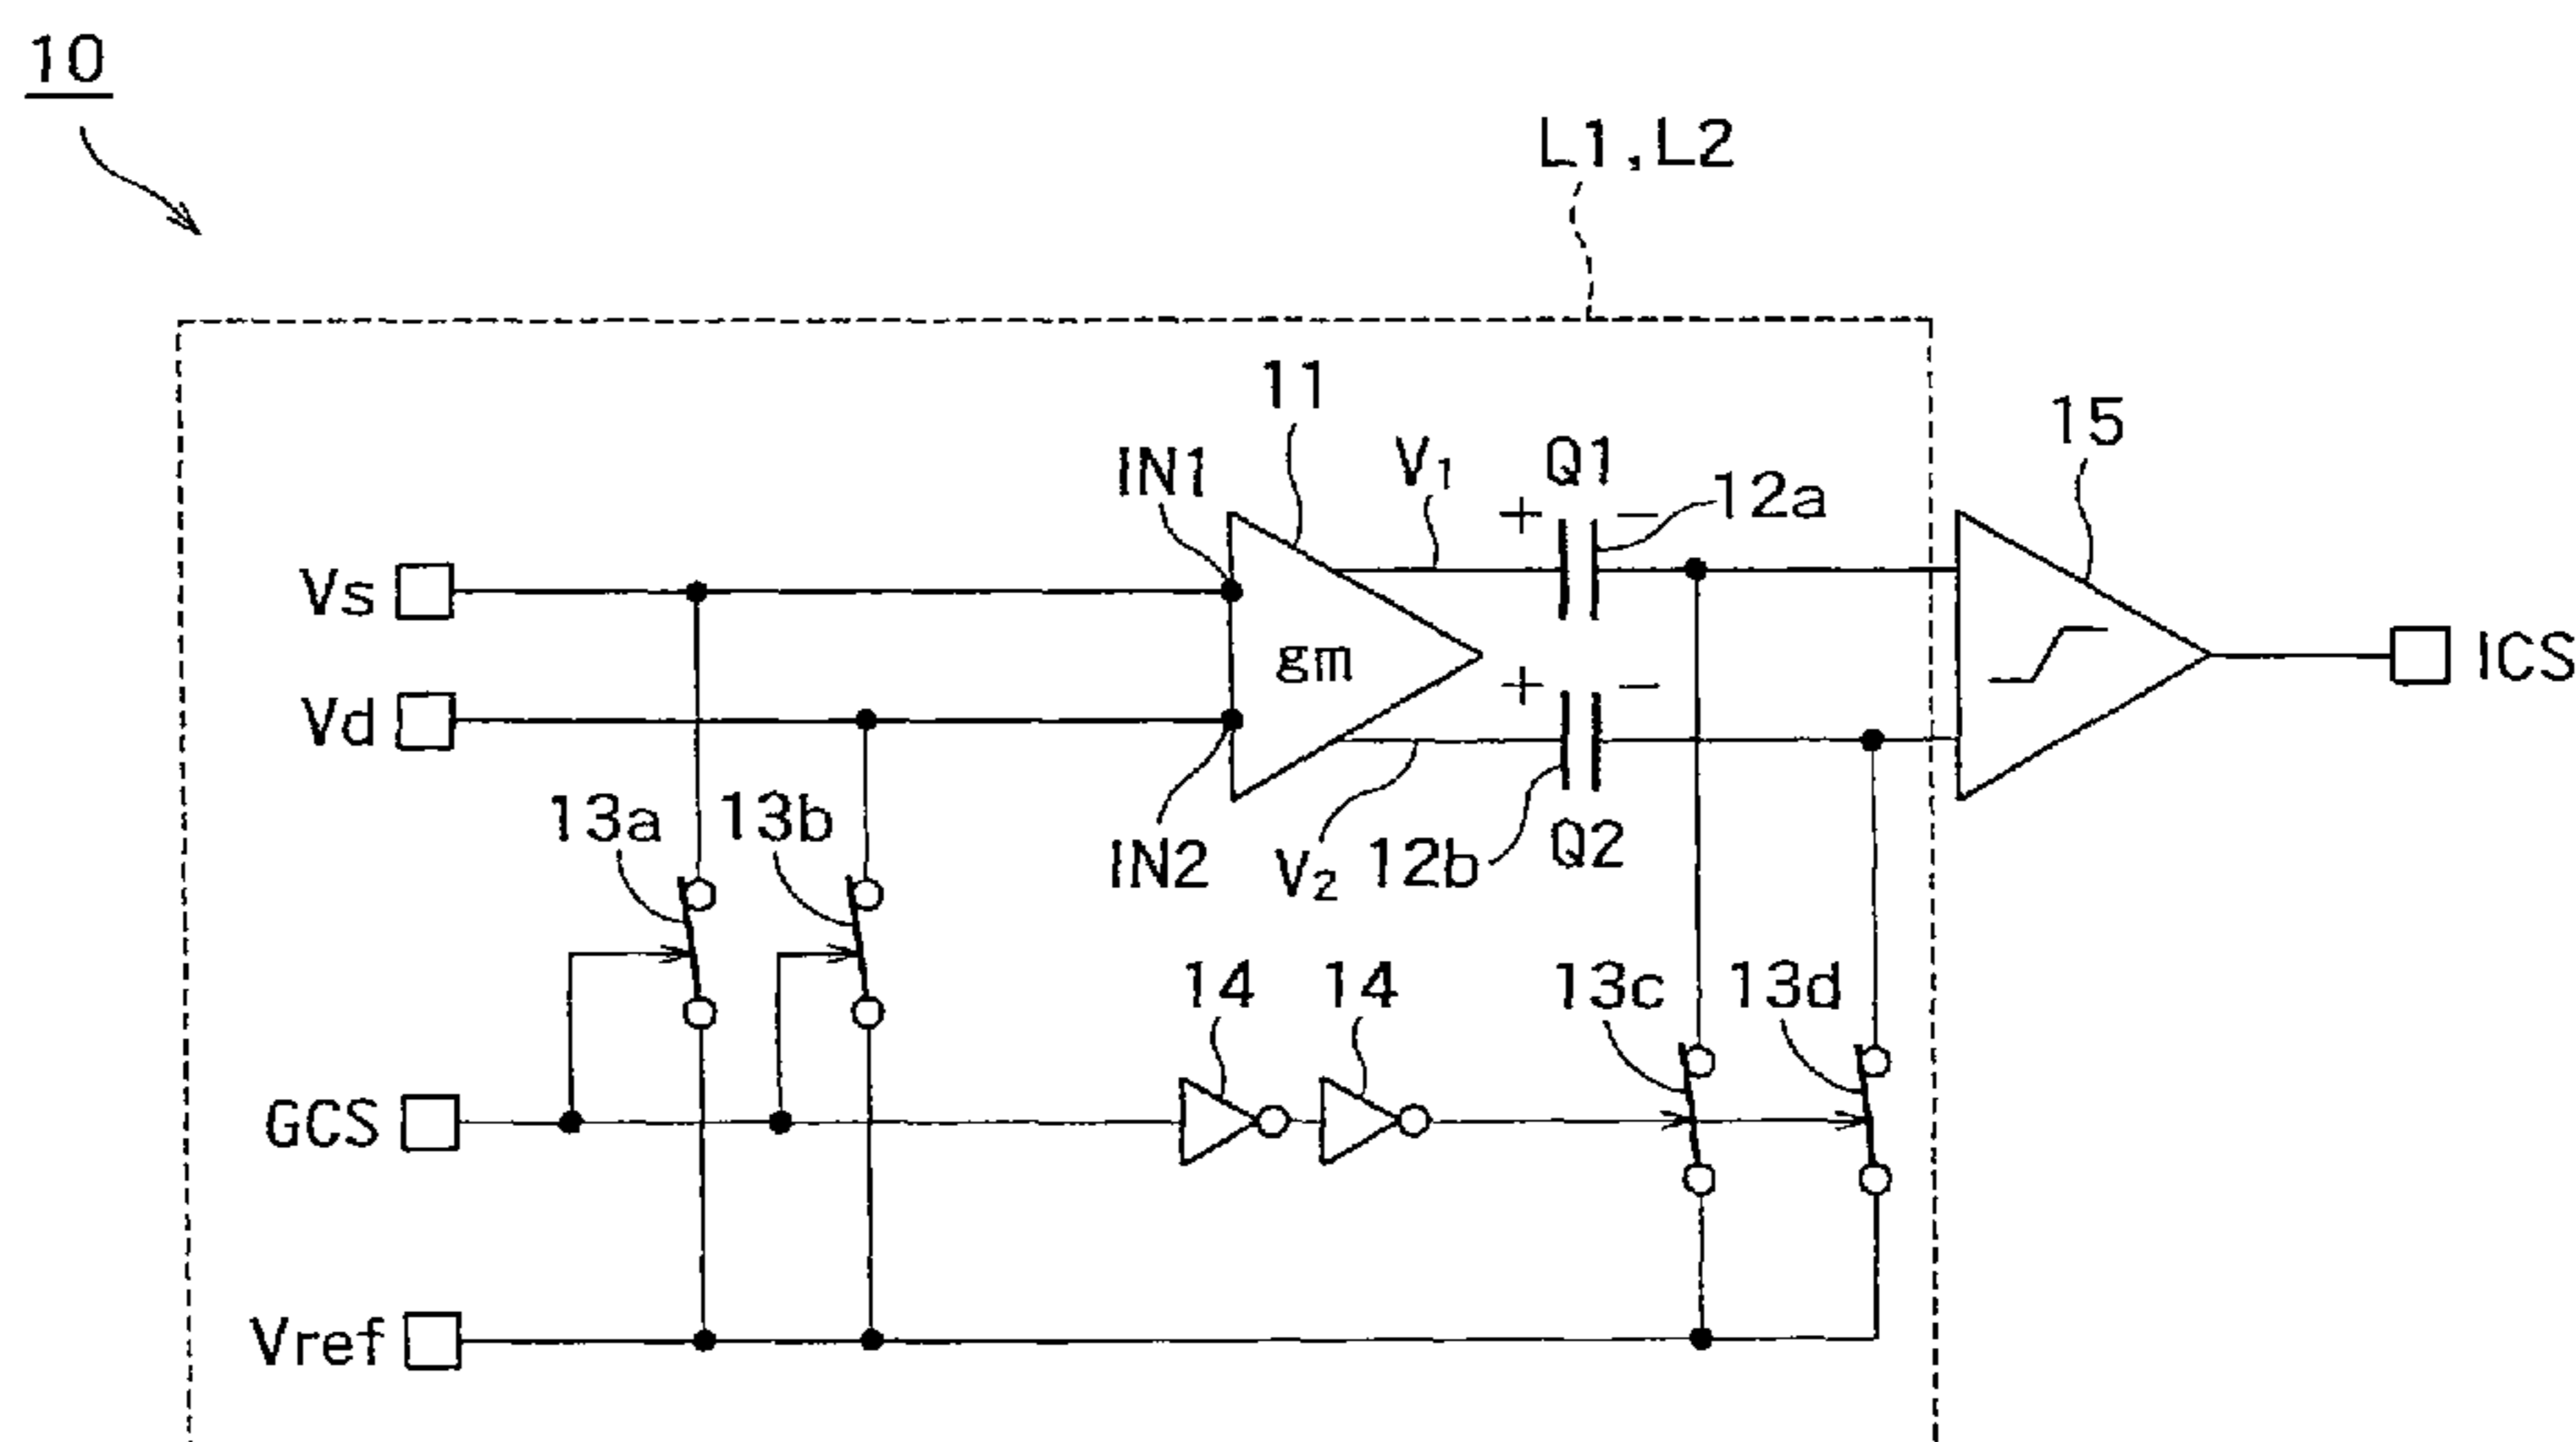 10
L1,L2
11
15
IN1
V1
Q1
12a
+ −
Vs
gm
ICS
Vd
+ −
13a
13b
IN2
V2
12b
Q2
14
14
13c
13d
GCS
Vref